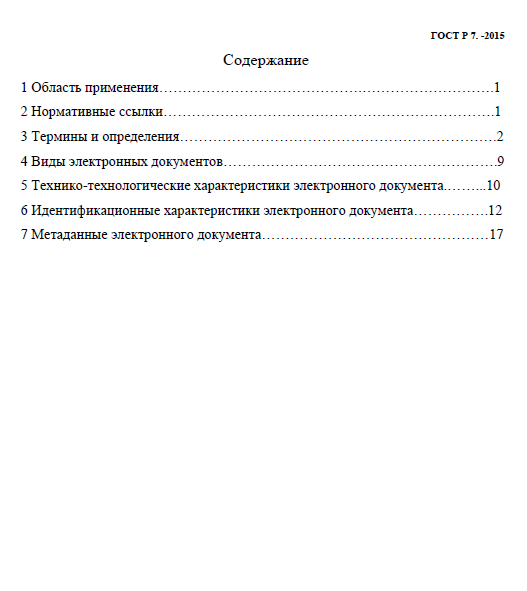 ГОСТ Р 7. -2015
Содержание
1 Область применения……………………………………………………………1
2 Нормативные ссылки……………………………………………………………1
3 Термины и определения…………………………………………………………2
4 Виды электронных документов…………………………………………………9
5 Технико-технологические характеристики электронного документа.……...10
6 Идентификационные характеристики электронного документа…………….12
7 Метаданные электронного документа…………………………………………17